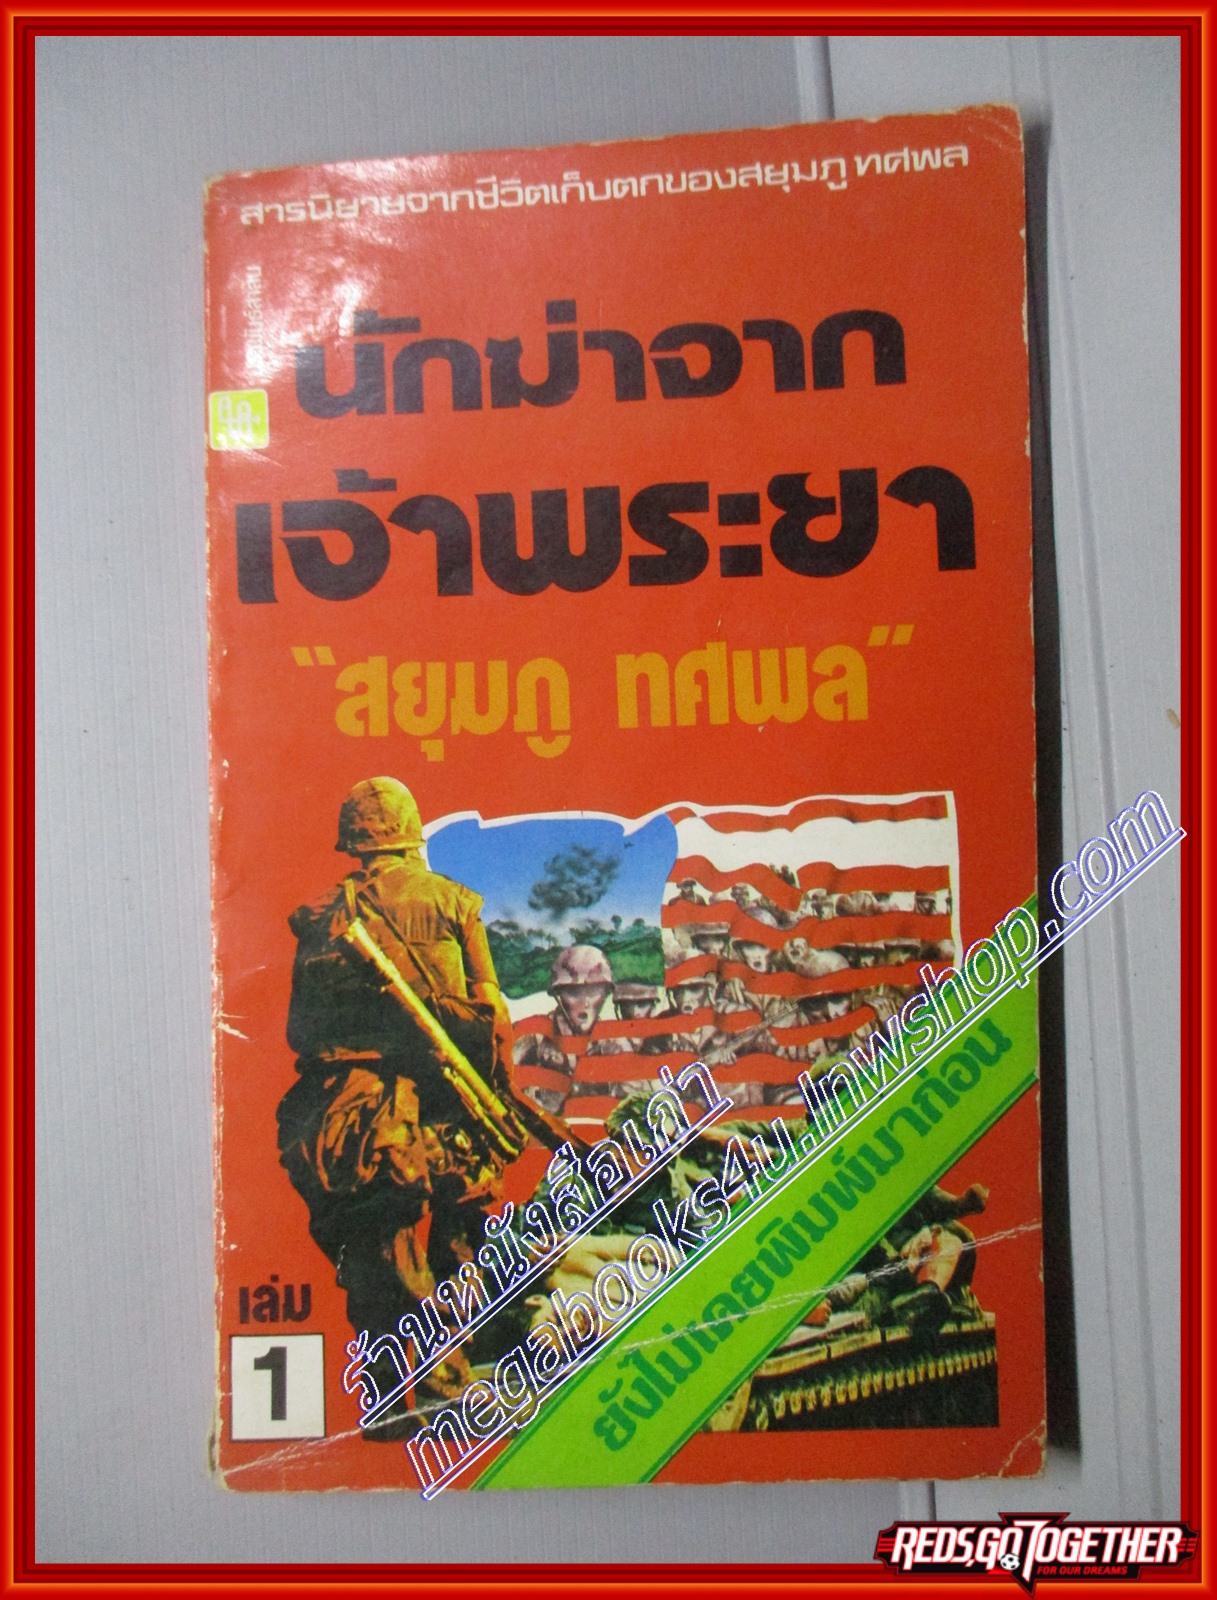 สารนิยายจากชีวิตเก็บตกของสยุมภู ทศพล
นักฆ่าจาก
เจ้าพระยา
"สยุมภู ทศพล"
เล่ม
1
ยังไม่เคยพิมพ์มาก่อน
ร้านหนังสือเก่า
megabooks4u.lnwshop.com
REDS,GO TOGETHER
FOR OUR DREAMS